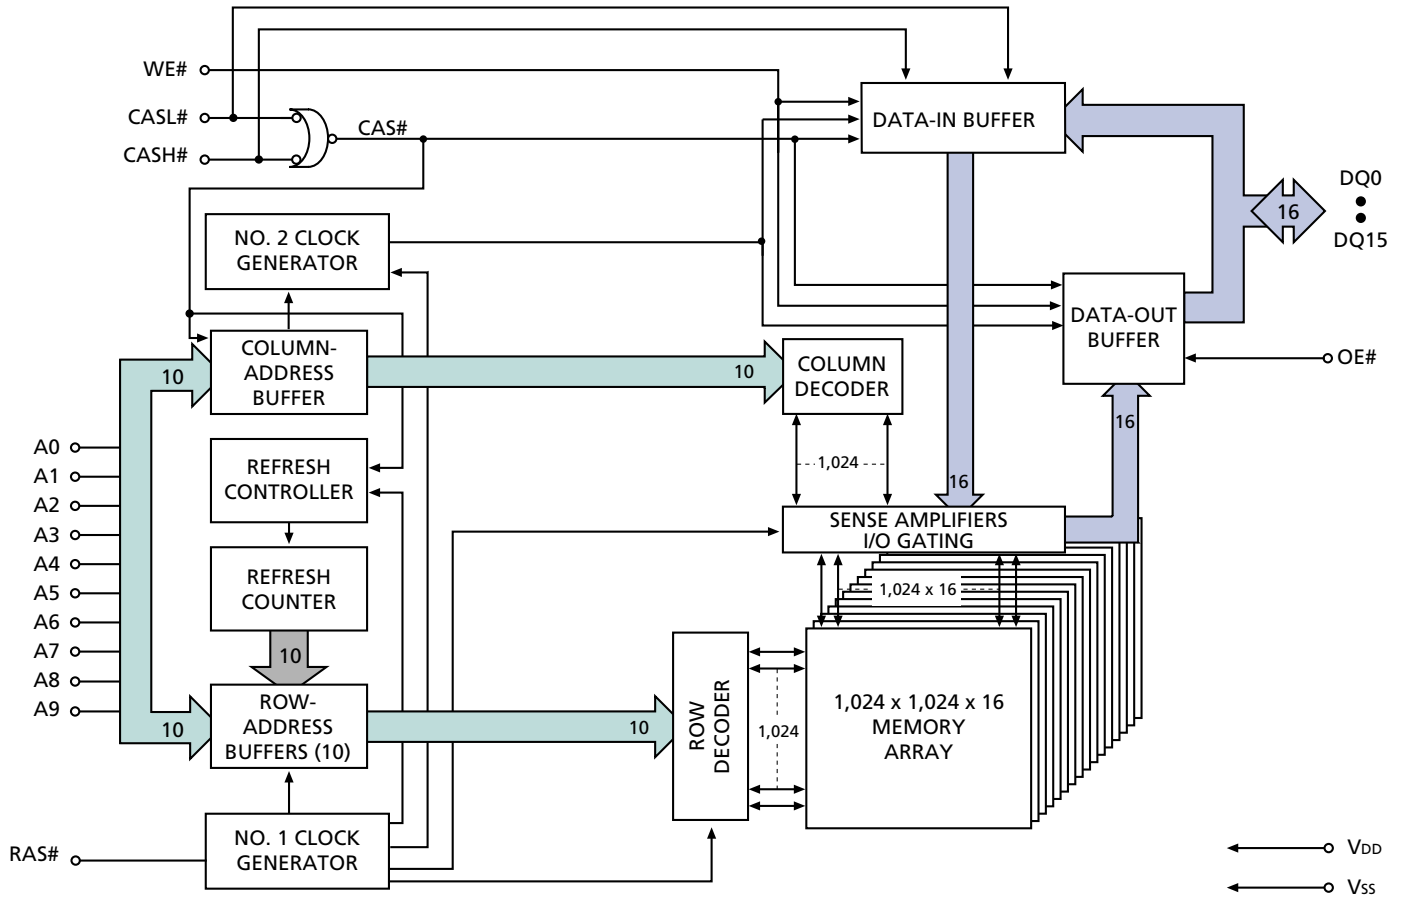 WE#
CASL#
CASH#
CAS#
DATA-IN BUFFER
DQ0
16
DQ15
NO. 2 CLOCK
GENERATOR
DATA-OUT
BUFFER
OE#
COLUMN-
ADDRESS
BUFFER
10
10
COLUMN
DECODER
16
A0
A1
A2
A3
A4
A5
A6
A7
A8
A9
REFRESH
CONTROLLER
1,024
16
SENSE AMPLIFIERS
I/O GATING
REFRESH
COUNTER
1,024 x 16
10
ROW-
ADDRESS
BUFFERS (10)
10
10
ROW
DECODER
1,024
1,024 x 1,024 x 16
MEMORY
ARRAY
RAS#
NO. 1 CLOCK
GENERATOR
VDD
VSS